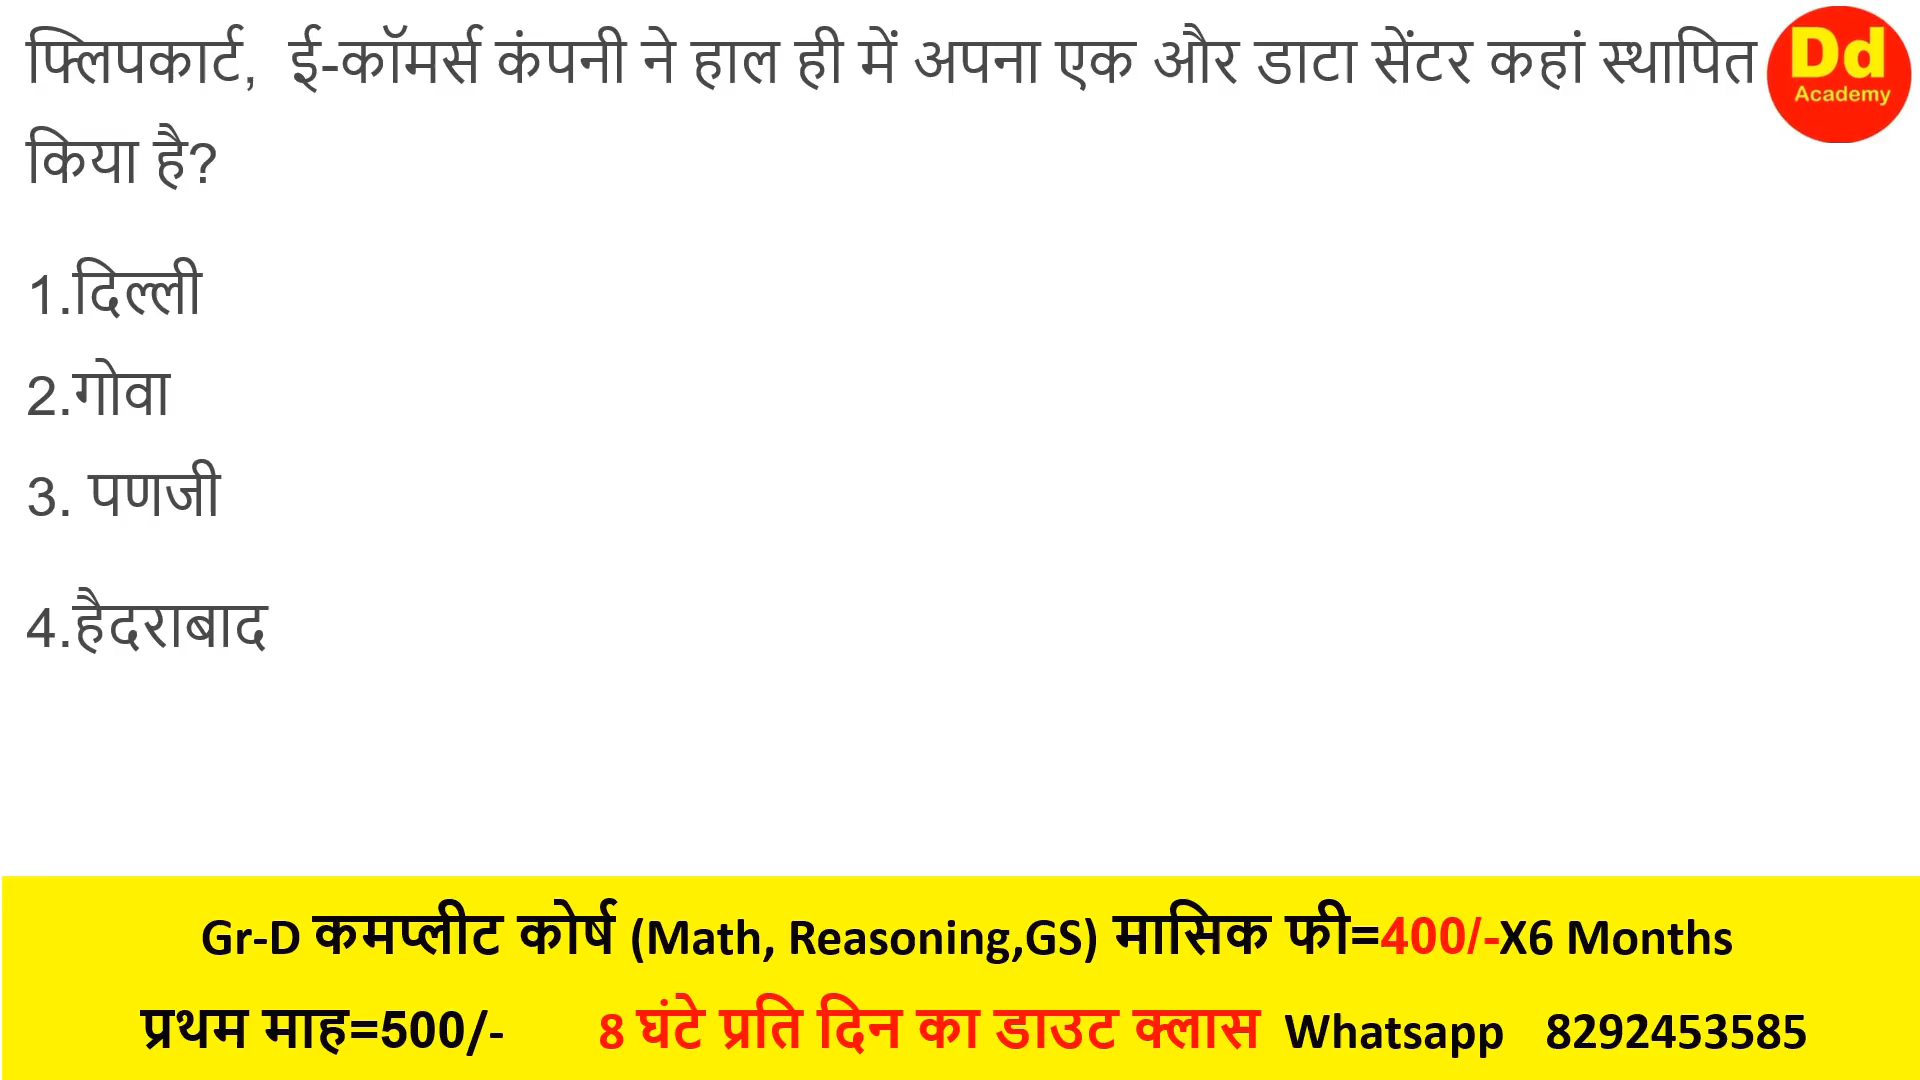 फ्लिपकार्ट, ई-कॉमर्स कंपनी ने हाल ही में अपना एक और डाटा सेंटर कहां स्थापित
किया है?
Dd
Academy
1.दिल्ली
2.गोवा
3. पणजी
4.हैदराबाद
Gr-D कमप्लीट कोर्ष (Math, Reasoning,GS) मासिक फी=400/-X6 Months
प्रथम माह=500/- 8 घंटे प्रति दिन का डाउट क्लास Whatsapp 8292453585